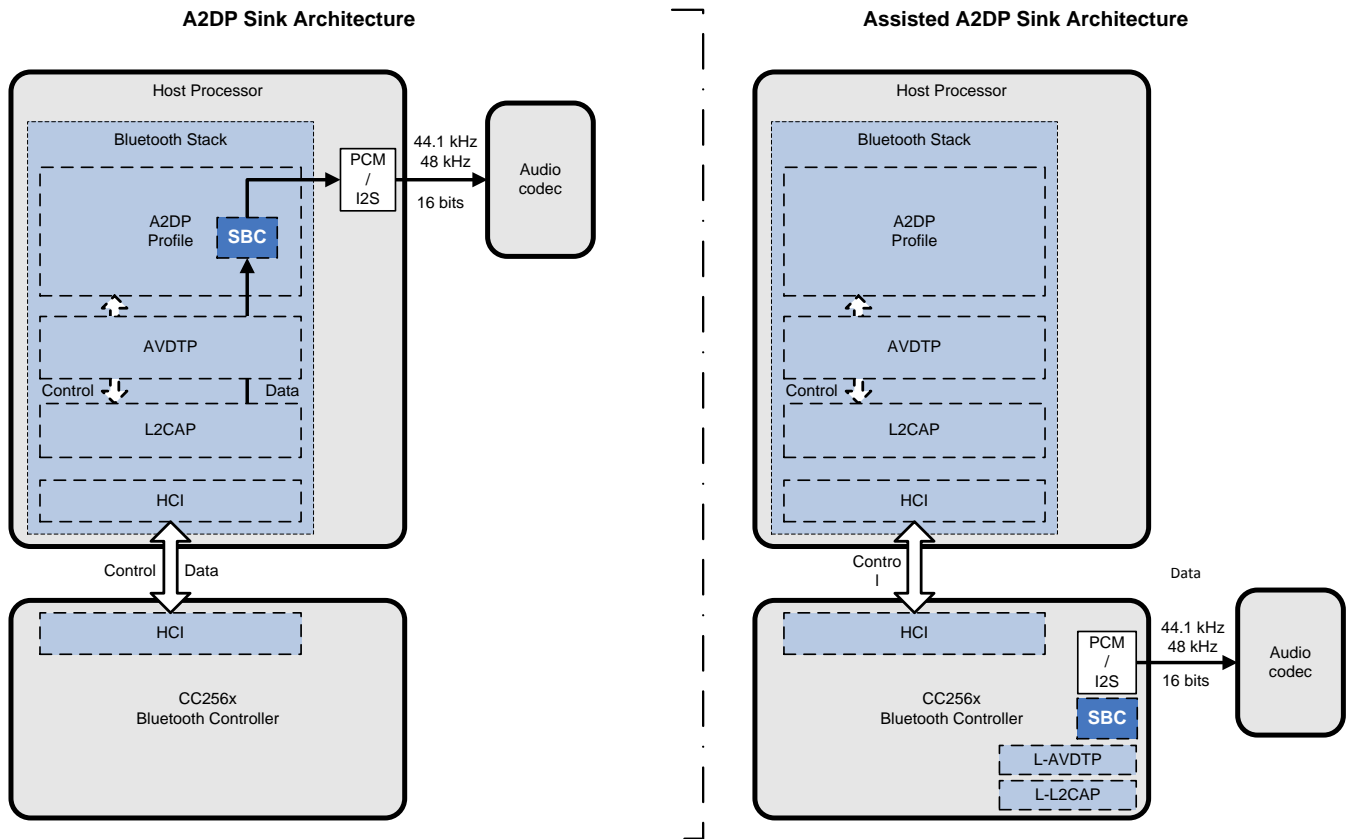 A2DP Sink Architecture
Host Processor
Bluetooth Stack
A2DP
Profile
SBC
PCM
/
I2S
44.1 kHz
48 kHz
16 bits
Audio
codec
AVDTP
Control
Data
L2CAP
HCI
Control
Data
HCI
CC256x
Bluetooth Controller
Assisted A2DP Sink Architecture
Host Processor
Bluetooth Stack
A2DP
Profile
AVDTP
Control
L2CAP
HCI
Contro
l
Data
HCI
CC256x
Bluetooth Controller
PCM
/
I2S
44.1 kHz
48 kHz
16 bits
Audio
codec
SBC
L-AVDTP
L-L2CAP